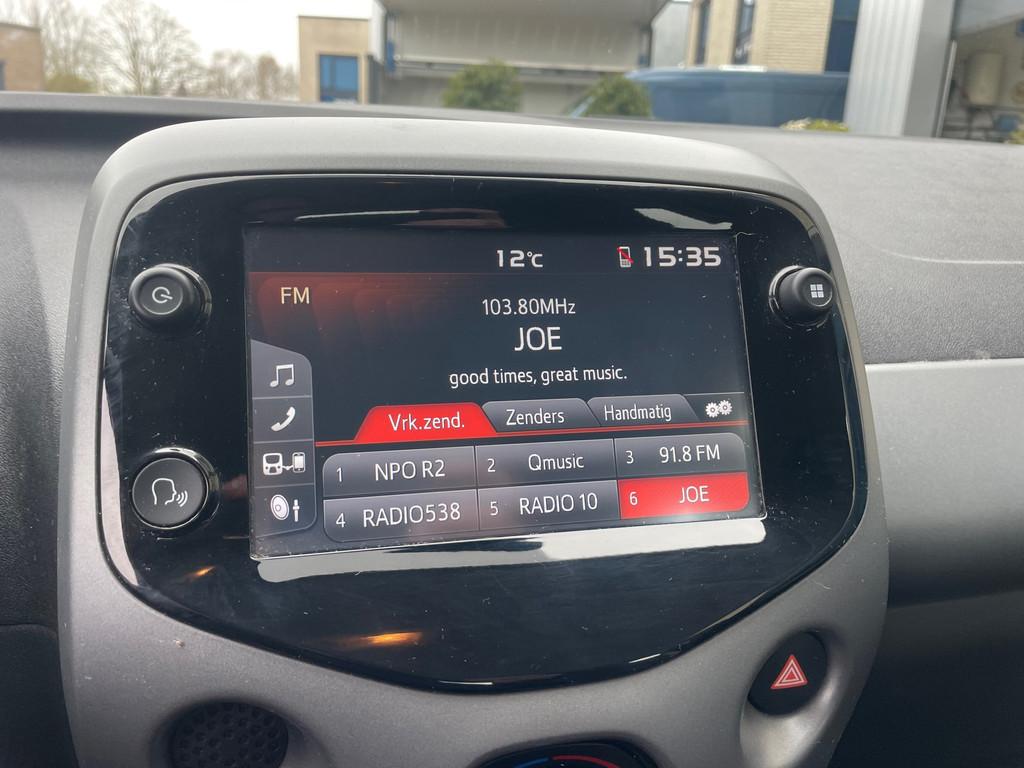 12°C 15:35
FM
103.80MHz
JOE
good times, great music.
Vrk.zend. Zenders Handmatig
1 NPO R2 2 Qmusic 3 91.8 FM
4 RADIO538 5 RADIO 10 6 JOE